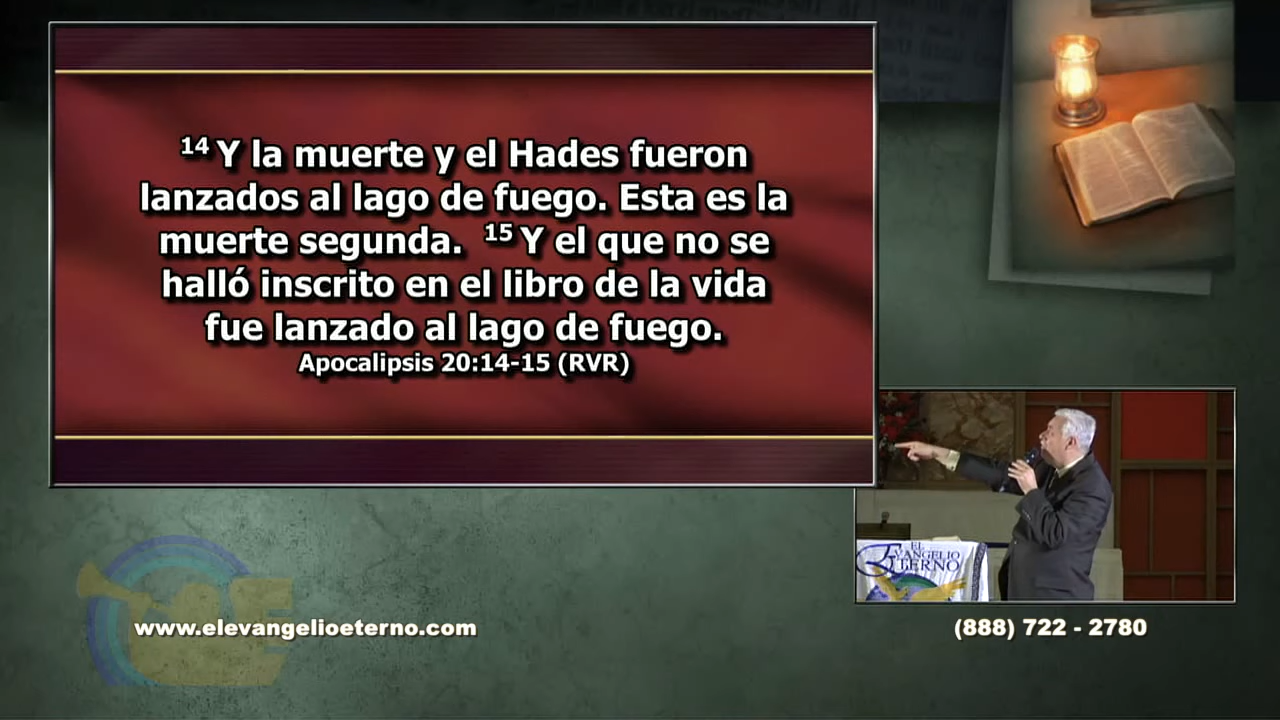 14 Y la muerte y el Hades fueron
lanzados al lago de fuego. Esta es la
muerte segunda. 15 Y el que no se
halló inscrito en el libro de la vida
fue lanzado al lago de fuego.
Apocalipsis 20:14-15 (RVR)
EL
EVANGELIO
ETERNO
www.elevangelioeterno.com
(888) 722 - 2780